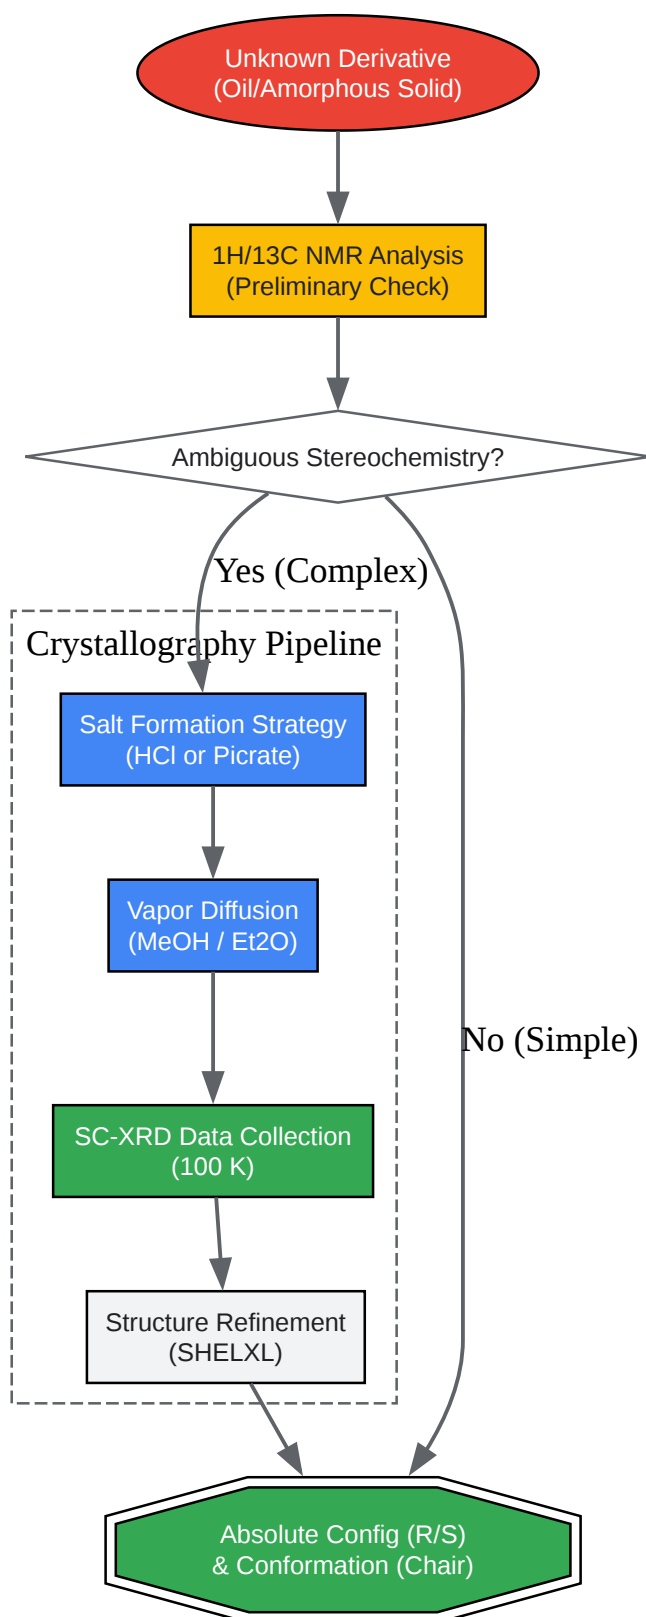 Unknown Derivative
(Oil/Amorphous Solid)
1H/13C NMR Analysis
(Preliminary Check)
Ambiguous Stereochemistry?
Yes (Complex)
Crystallography Pipeline
Salt Formation Strategy
(HCl or Picrate)
Vapor Diffusion
(MeOH / Et2O)
No (Simple)
SC-XRD Data Collection
(100 K)
Structure Refinement
(SHELXL)
Absolute Config (R/S)
& Conformation (Chair)